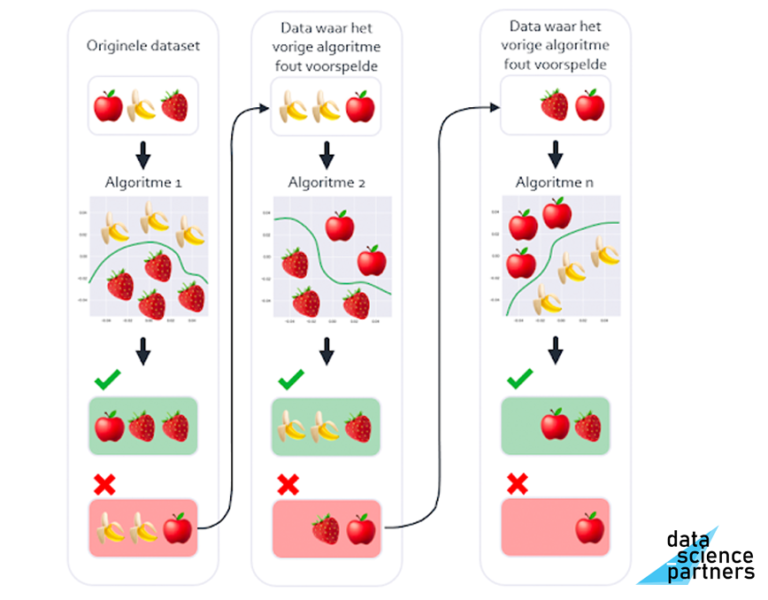 Originele dataset
Data waar het
vorige algoritme
fout voorspelde
Data waar het
vorige algoritme
fout voorspelde
Algoritme 1
Algoritme 2
Algoritme n
data
science
partners